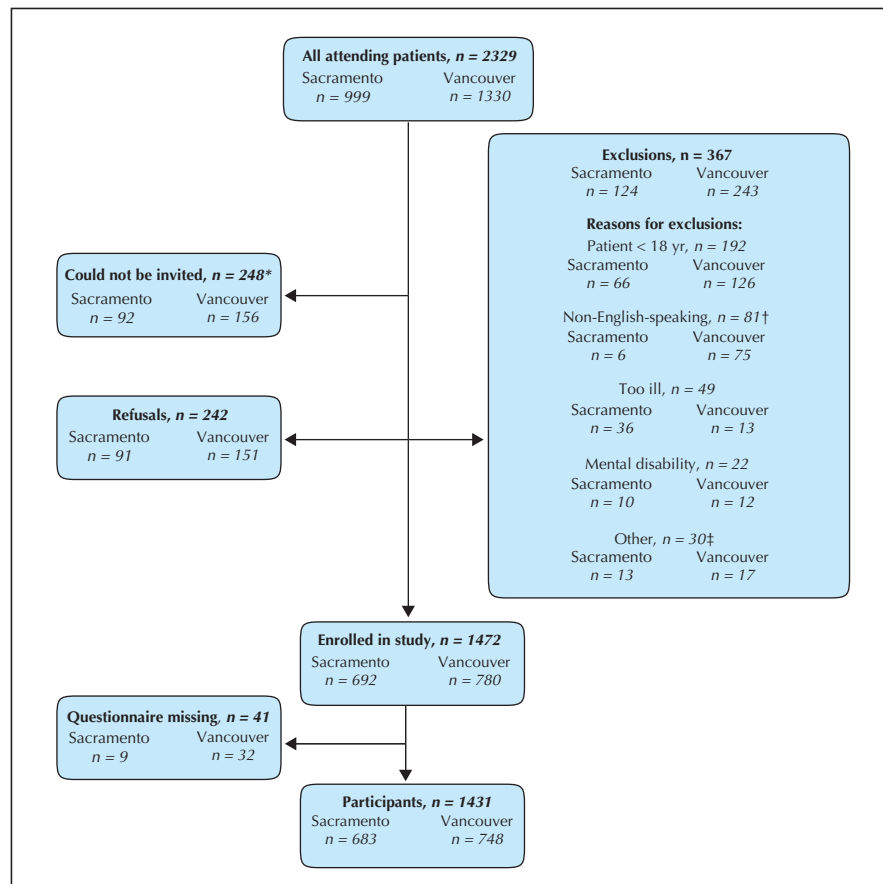 All attending patients, n = 2329
Sacramento Vancouver
n = 999 n = 1330
Exclusions, n = 367
Sacramento Vancouver
n = 124 n = 243
Reasons for exclusions:
Patient < 18 yr, n = 192
Sacramento Vancouver
n = 66 n = 126
Non-English-speaking, n = 81†
Sacramento Vancouver
n = 6 n = 75
Too ill, n = 49
Sacramento Vancouver
n = 36 n = 13
Mental disability, n = 22
Sacramento Vancouver
n = 10 n = 12
Other, n = 30‡
Sacramento Vancouver
n = 13 n = 17
Could not be invited, n = 248*
Sacramento Vancouver
n = 92 n = 156
Refusals, n = 242
Sacramento Vancouver
n = 91 n = 151
Enrolled in study, n = 1472
Sacramento Vancouver
n = 692 n = 780
Questionnaire missing, n = 41
Sacramento Vancouver
n = 9 n = 32
Participants, n = 1431
Sacramento Vancouver
n = 683 n = 748